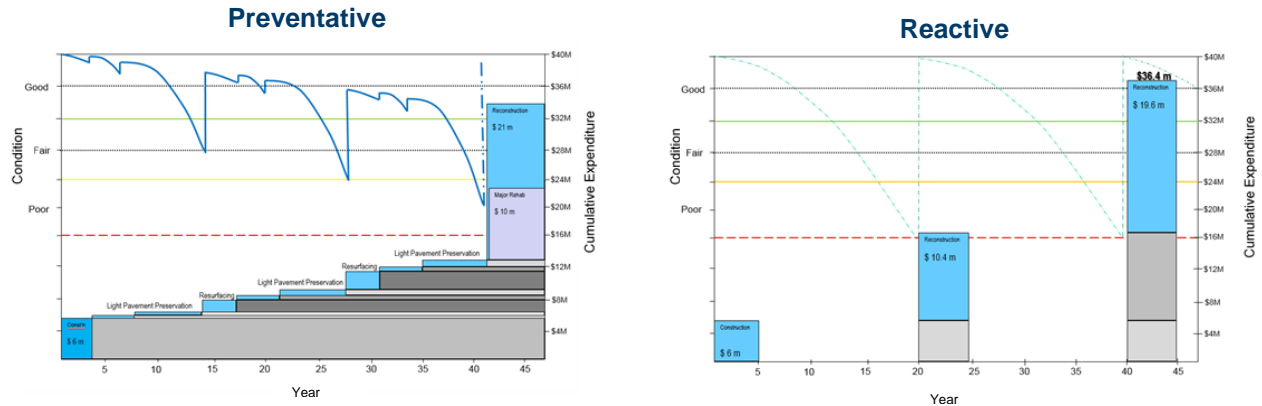 Preventative
Condition
Good
Fair
Poor
$40M
$36M
$32M
$28M
$24M
$20M
$16M
$12M
$8M
$4M
Cumulative Expenditure
Reconstruction
$ 21 m
Major Rehab
$ 10 m
Light Pavement Preservation
Resurfacing
Light Pavement Preservation
Resurfacing
Light Pavement Preservation
$ 6 m
5
10
15
20
25
30
35
40
45
Year
Reactive
Condition
Good
Fair
Poor
$40M
$36M
$32M
$28M
$24M
$20M
$16M
$12M
$8M
$4M
Cumulative Expenditure
$36.4 m
Reconstruction
$ 19.6 m
Reconstruction
$ 10.4 m
Construction
$ 6 m
5
10
15
20
25
30
35
40
45
Year